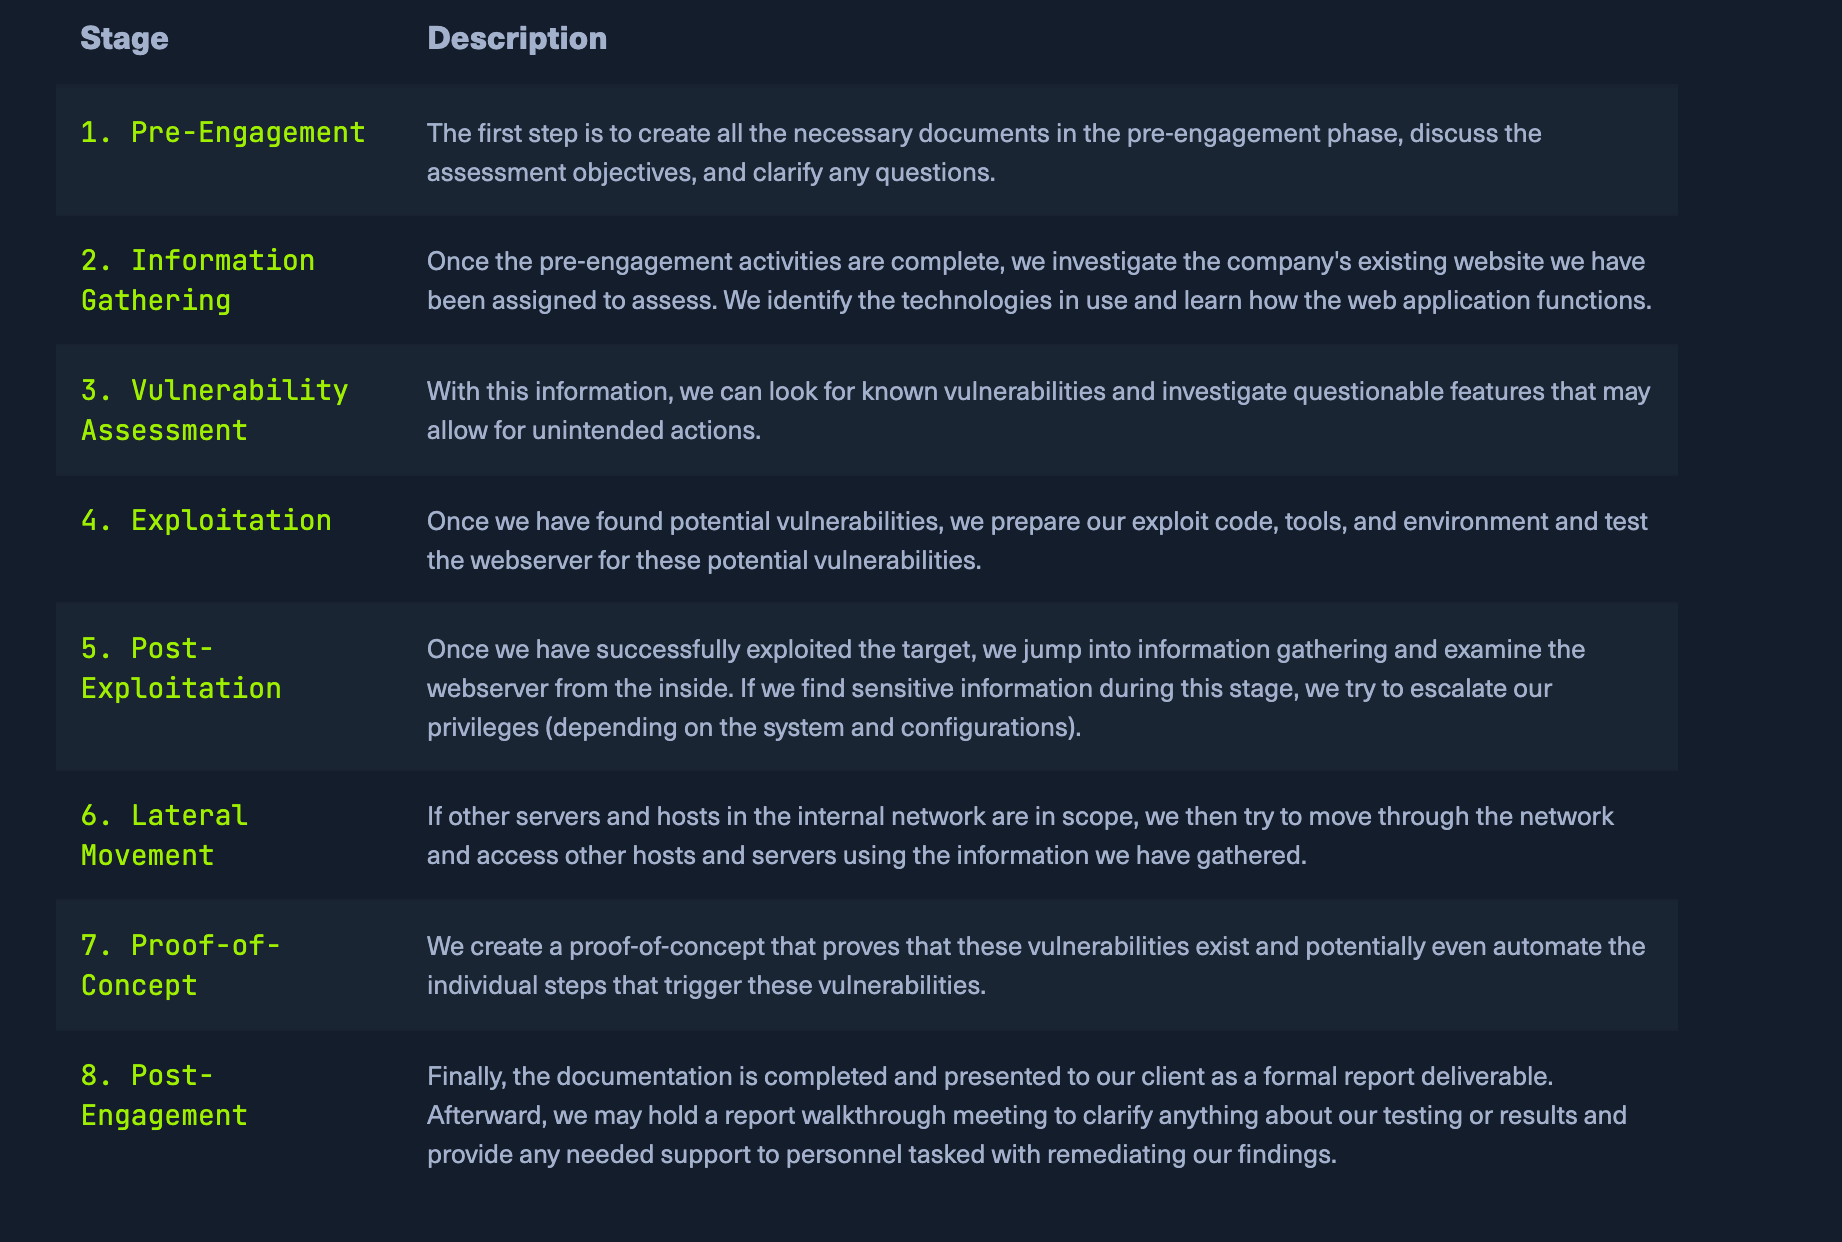 Stage Description
1. Pre-Engagement The first step is to create all the necessary documents in the pre-engagement phase, discuss the
assessment objectives, and clarify any questions.
2. Information Once the pre-engagement activities are complete, we investigate the company's existing website we have
Gathering been assigned to assess. We identify the technologies in use and learn how the web application functions.
3. Vulnerability With this information, we can look for known vulnerabilities and investigate questionable features that may
Assessment allow for unintended actions.
4. Exploitation Once we have found potential vulnerabilities, we prepare our exploit code, tools, and environment and test
the webserver for these potential vulnerabilities.
5. Post- Once we have successfully exploited the target, we jump into information gathering and examine the
Exploitation webserver from the inside. If we find sensitive information during this stage, we try to escalate our
privileges (depending on the system and configurations).
6. Lateral If other servers and hosts in the internal network are in scope, we then try to move through the network
Movement and access other hosts and servers using the information we have gathered.
7. Proof-of- We create a proof-of-concept that proves that these vulnerabilities exist and potentially even automate the
Concept individual steps that trigger these vulnerabilities.
8. Post- Finally, the documentation is completed and presented to our client as a formal report deliverable.
Engagement Afterward, we may hold a report walkthrough meeting to clarify anything about our testing or results and
provide any needed support to personnel tasked with remediating our findings.